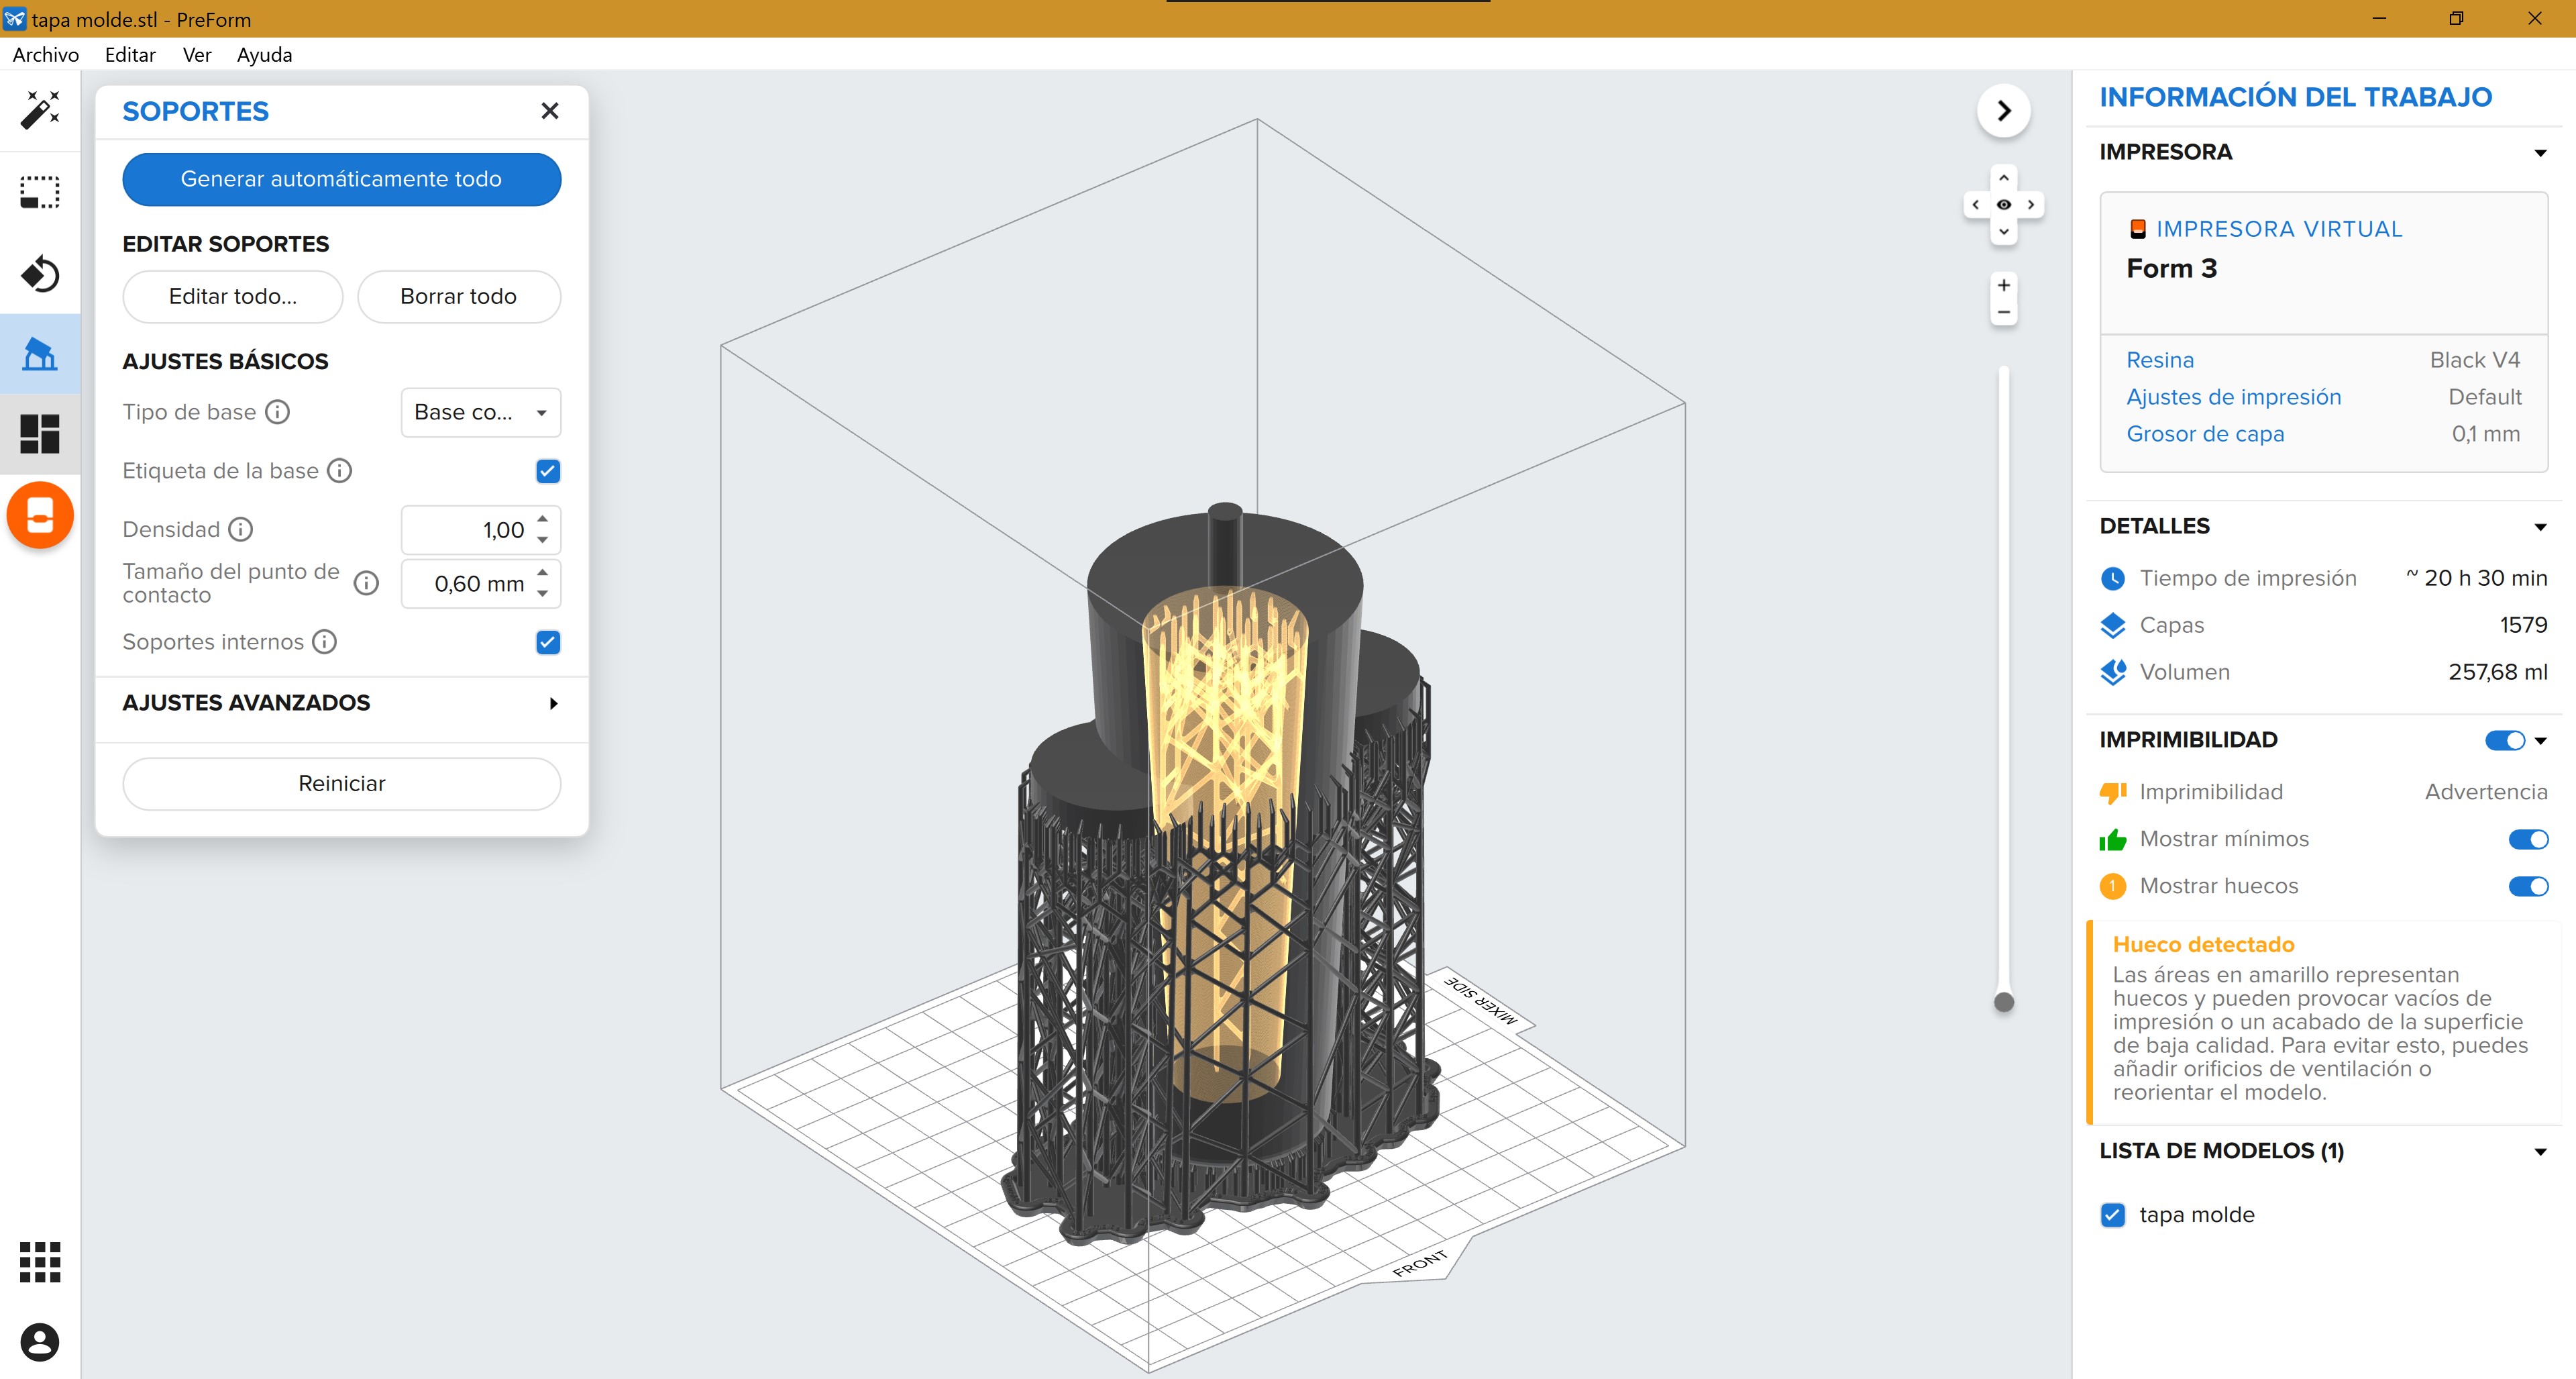 tapa molde.stl - PreForm
Archivo Editar Ver Ayuda
SOPORTES
Generar automáticamente todo
EDITAR SOPORTES
Editar todo... Borrar todo
AJUSTES BÁSICOS
Tipo de base Base co...
Etiqueta de la base
Densidad 1,00
Tamaño del punto de
contacto 0,60 mm
Soportes internos
AJUSTES AVANZADOS
Reiniciar
MIXER SIDE
FRONT
INFORMACIÓN DEL TRABAJO
IMPRESORA
IMPRESORA VIRTUAL
Form 3
Resina Black V4
Ajustes de impresión Default
Grosor de capa 0,1 mm
DETALLES
Tiempo de impresión ~ 20 h 30 min
Capas 1579
Volumen 257,68 ml
IMPRIMIBILIDAD
Imprimibilidad Advertencia
Mostrar mínimos
1 Mostrar huecos
Hueco detectado
Las áreas en amarillo representan
huecos y pueden provocar vacíos de
impresión o un acabado de la superficie
de baja calidad. Para evitar esto, puedes
añadir orificios de ventilación o
reorientar el modelo.
LISTA DE MODELOS (1)
tapa molde